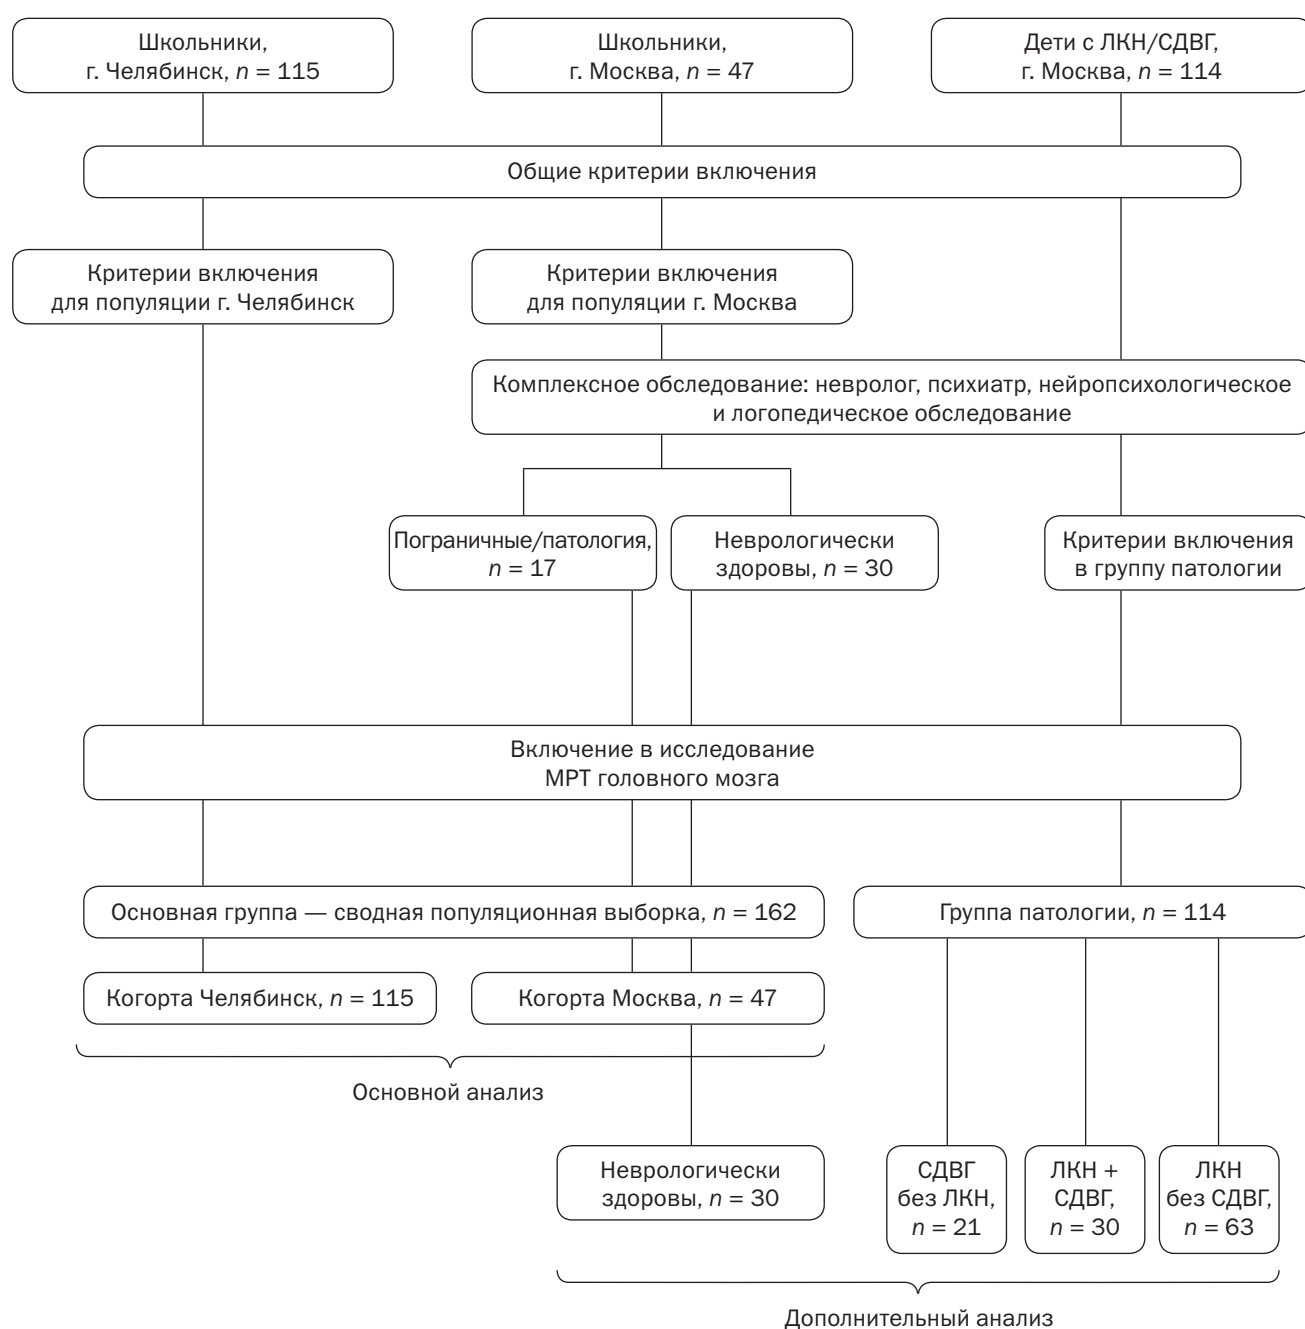 Школьники,
г. Челябинск, n = 115
Школьники,
г. Москва, n = 47
Дети с ЛКН/СДВГ,
г. Москва, n = 114
Общие критерии включения
Критерии включения
для популяции г. Челябинск
Критерии включения
для популяции г. Москва
Комплексное обследование: невролог, психиатр, нейропсихологическое
и логопедическое обследование
Пограничные/патология,
n = 17
Неврологически
здоровы, n = 30
Критерии включения
в группу патологии
Включение в исследование
МРТ головного мозга
Основная группа — сводная популяционная выборка, n = 162
Группа патологии, n = 114
Когорта Челябинск, n = 115
Когорта Москва, n = 47
Основной анализ
Неврологически
здоровы, n = 30
СДВГ
без ЛКН,
n = 21
ЛКН +
СДВГ,
n = 30
ЛКН
без СДВГ,
n = 63
Дополнительный анализ